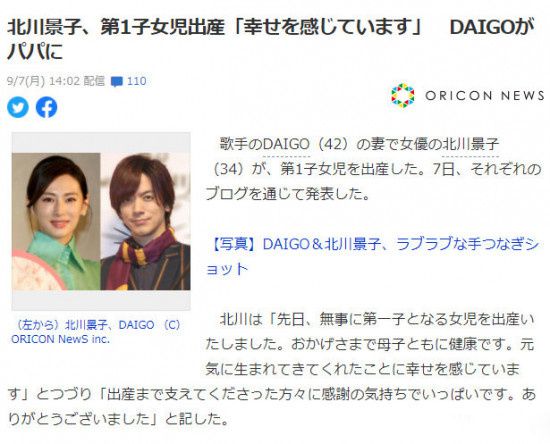 北川景子、第1子女児出産「幸せを感じています」　DAIGOが
パパに
9/7(月) 14:02 配信 110
ORICON NEWS
歌手のDAIGO（42）の妻で女優の北川景子
（34）が、第1子女児を出産した。7日、それぞれの
ブログを通じて発表した。
【写真】DAIGO＆北川景子、ラブラブな手つなぎシ
ョット
（左から）北川景子、DAIGO （C）
ORICON NewS inc.
北川は「先日、無事に第一子となる女児を出産い
たしました。おかげさまで母子ともに健康です。元
気に生まれてきてくれたことに幸せを感じていま
す」とつづり「出産まで支えてくださった方々に感謝の気持ちでいっぱいです。あ
りがとうございました」と記した。